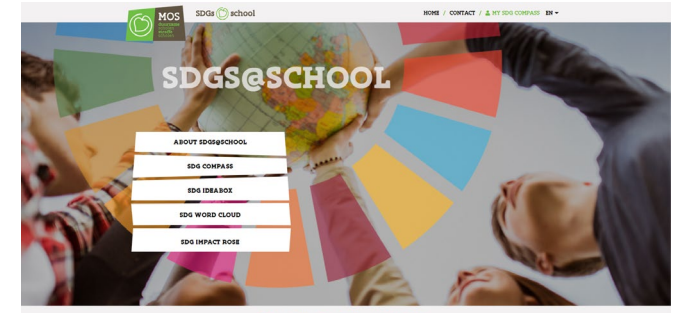 MOS
SDGs school
HOME / CONTACT / MY SDG COMPASS EN
SDGS@SCHOOL
ABOUT SDGS@SCHOOL
SDG COMPASS
SDG IDEABOX
SDG WORD CLOUD
SDG IMPACT ROSE